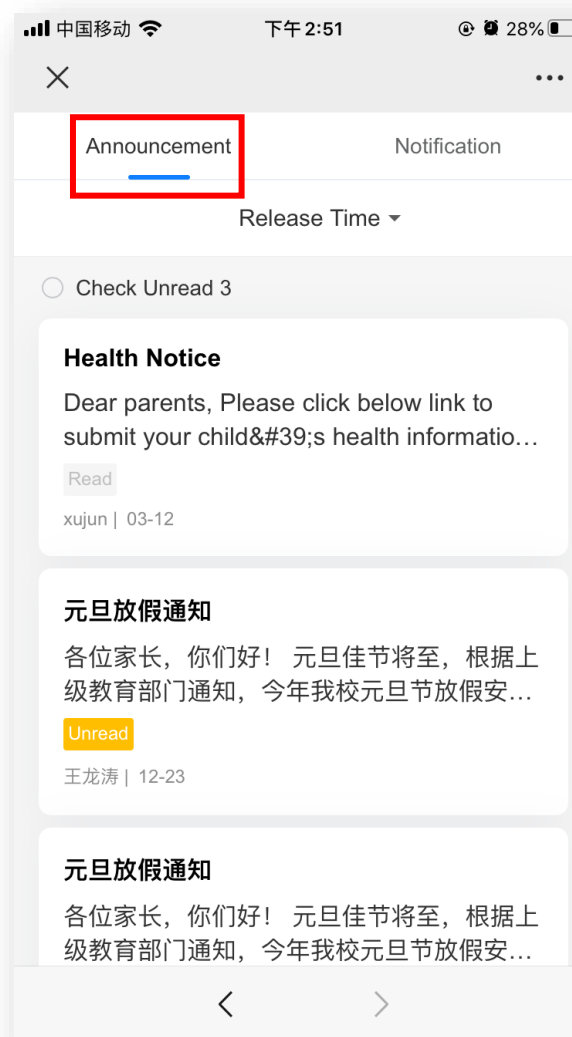 中国移动 下午 2:51 28%
Announcement Notification
Release Time
Check Unread 3
Health Notice
Dear parents, Please click below link to
submit your child&#39;s health informatio…
Read
xujun | 03-12
元旦放假通知
各位家长，你们好！ 元旦佳节将至，根据上
级教育部门通知，今年我校元旦节放假安…
Unread
王龙涛 | 12-23
元旦放假通知
各位家长，你们好！ 元旦佳节将至，根据上
级教育部门通知，今年我校元旦节放假安…